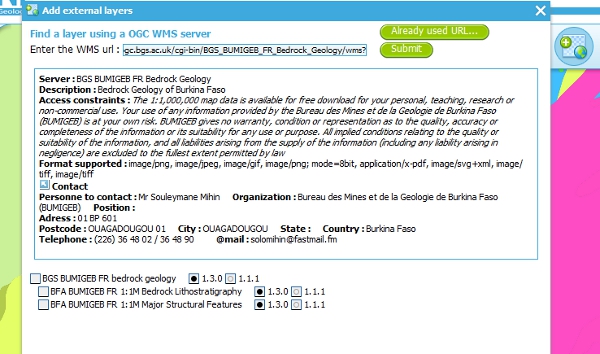 Geology
Add external layers
Find a layer using a OGC WMS server
Already used URL...
Enter the WMS url : gc.bgs.ac.uk/cgi-bin/BGS_BUMIGEB_FR_Bedrock_Geology/wms?
Submit
Server : BGS BUMIGEB FR Bedrock Geology
Description : Bedrock Geology of Burkina Faso
Access constraints : The 1:1,000,000 map data is available for free download for your personal, teaching, research or
non-commercial use. Your use of any information provided by the Bureau des Mines et de la Geologie de Burkina Faso
(BUMIGEB) is at your own risk. BUMIGEB gives no warranty, condition or representation as to the quality, accuracy or
completeness of the information or its suitability for any use or purpose. All implied conditions relating to the quality or
suitability of the information, and all liabilities arising from the supply of the information (including any liability arising in
negligence) are excluded to the fullest extent permitted by law
Format supported : image/png, image/jpeg, image/gif, image/png; mode=8bit, application/x-pdf, image/svg+xml, image/
tiff, image/tiff
Contact
Personne to contact : Mr Souleymane Mihin Organization : Bureau des Mines et de la Geologie de Burkina Faso
(BUMIGEB) Position :
Adress : 01 BP 601
Postcode : OUAGADOUGOU 01 City : OUAGADOUGOU State : Country : Burkina Faso
Telephone : (226) 36 48 02 / 36 48 90 @mail : solomihin@fastmail.fm
BGS BUMIGEB FR bedrock geology 1.3.0 1.1.1
BFA BUMIGEB FR 1:1M Bedrock Lithostratigraphy 1.3.0 1.1.1
BFA BUMIGEB FR 1:1M Major Structural Features 1.3.0 1.1.1